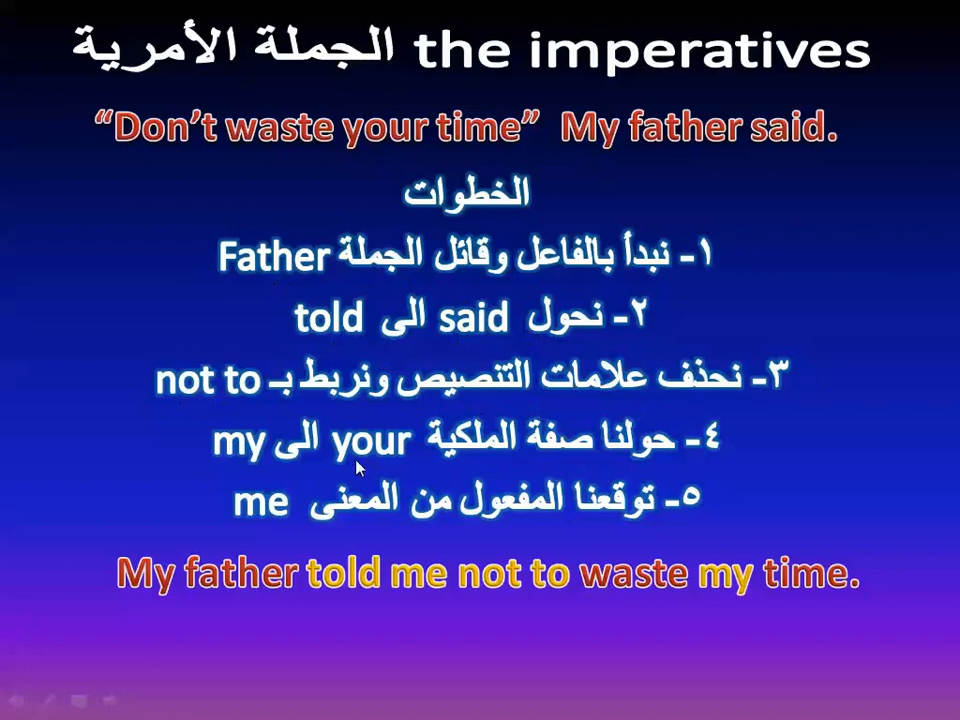 الجملة الأمرية the imperatives
“Don’t waste your time” My father said.
الخطوات
١- نبدأ بالفاعل وقائل الجملة Father
٢- نحول said الى told
٣- نحذف علامات التنصيص ونربط بـ not to
٤- حولنا صفة الملكية your الى my
٥- توقعنا المفعول من المعنى me
My father told me not to waste my time.